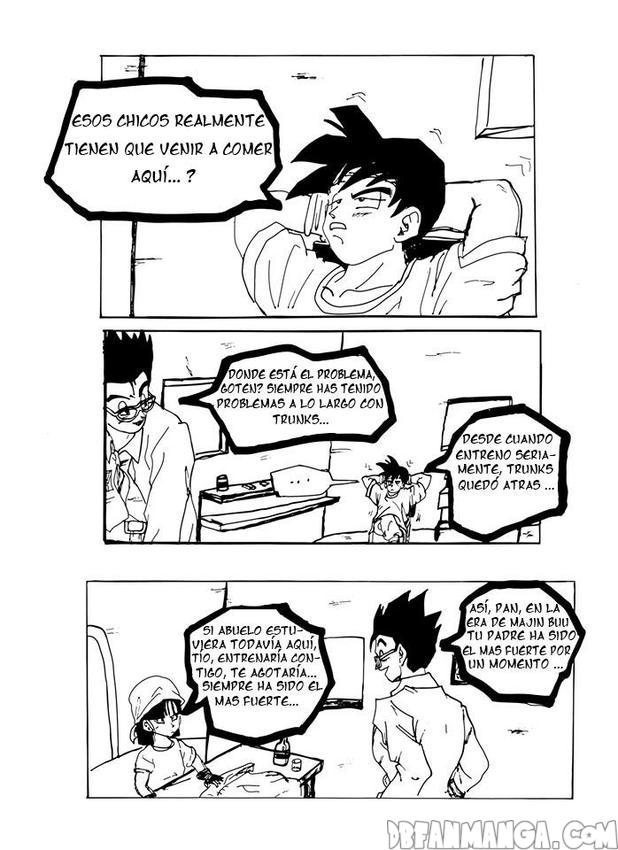 ESOS CHICOS REALMENTE
TIENEN QUE VENIR A COMER
AQUÍ... ?
DONDE ESTÁ EL PROBLEMA,
GOTEN? SIEMPRE HAS TENIDO
PROBLEMAS A LO LARGO CON
TRUNKS...
...
DESDE CUANDO
ENTRENO SERIA-
MENTE, TRUNKS
QUEDÓ ATRAS ...
SI ABUELO ESTU-
VJERA TODAVÍA AQUÍ,
TÍO, ENTRENARÍA CON-
TIGO, TE AGOTARÍA...
SIEMPRE HA SIDO EL
MAS FUERTE...
ASÍ, PAN, EN LA
ERA DE MAJIN BUU
TU PADRE HA SIDO
EL MAS FUERTE POR
UN MOMENTO ...
DBFANMANGA.COM